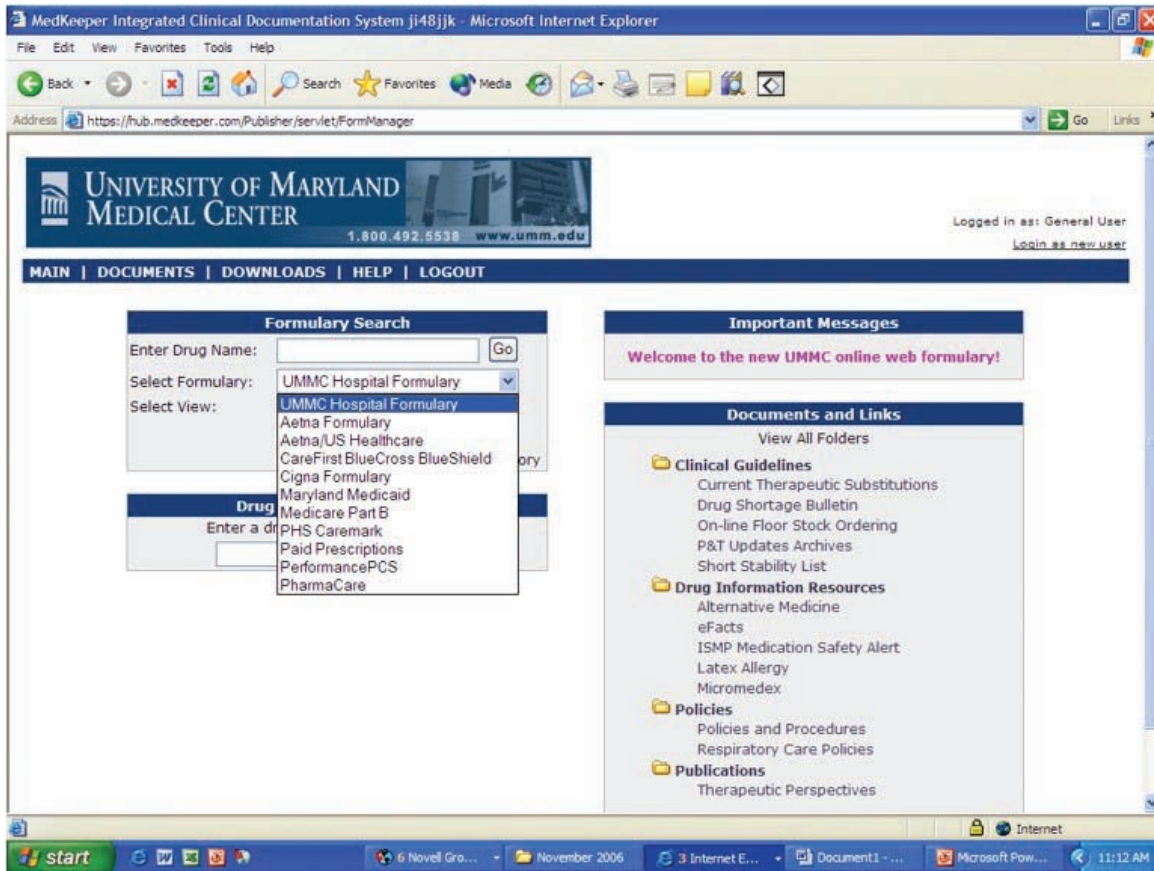 MedKeeper Integrated Clinical Documentation System ji48jjk - Microsoft Internet Explorer
File Edit View Favorites Tools Help
Back Search Favorites Media
Address https://hub.medkeeper.com/Publisher/servlet/FormManager Go Links
UNIVERSITY OF MARYLAND
MEDICAL CENTER
1.800.492.5538 www.umm.edu
Logged in as: General User
Login as new user
MAIN | DOCUMENTS | DOWNLOADS | HELP | LOGOUT
Formulary Search
Enter Drug Name: Go
Select Formulary: UMMC Hospital Formulary
Select View:
UMMC Hospital Formulary
Aetna Formulary
Aetna/US Healthcare
CareFirst BlueCross BlueShield
ory
Cigna Formulary
Maryland Medicaid
Medicare Part B
PHS Caremark
Paid Prescriptions
PerformancePCS
PharmaCare
Drug
Enter a dr
Important Messages
Welcome to the new UMMC online web formulary!
Documents and Links
View All Folders
Clinical Guidelines
Current Therapeutic Substitutions
Drug Shortage Bulletin
On-line Floor Stock Ordering
P&T Updates Archives
Short Stability List
Drug Information Resources
Alternative Medicine
eFacts
ISMP Medication Safety Alert
Latex Allergy
Micromedex
Policies
Policies and Procedures
Respiratory Care Policies
Publications
Therapeutic Perspectives
Internet
start 6 Novell Gro... November 2006 3 Internet E... Document1 - ... Microsoft Pow... 11:12 AM